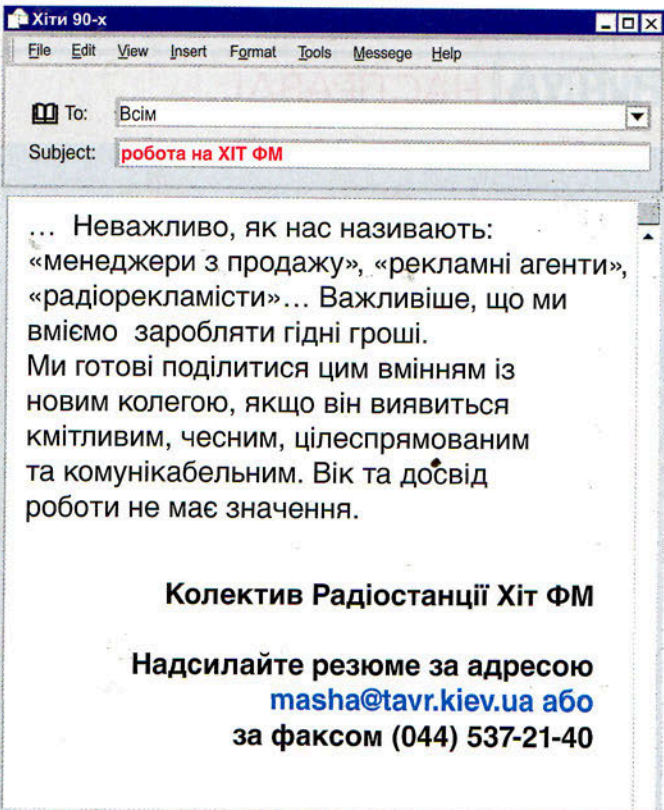 Хіти 90-х
File Edit View Insert Format Tools Messege Help
To: Всім
Subject: робота на ХІТ ФМ
... Неважливо, як нас називають:
«менеджери з продажу», «рекламні агенти»,
«радіорекламісти»... Важливіше, що ми
вміємо заробляти гідні гроші.
Ми готові поділитися цим вмінням із
новим колегою, якщо він виявиться
кмітливим, чесним, цілеспрямованим
та комунікабельним. Вік та досвід
роботи не має значення.
Колектив Радіостанції Хіт ФМ
Надсилайте резюме за адресою
masha@tavr.kiev.ua або
за факсом (044) 537-21-40